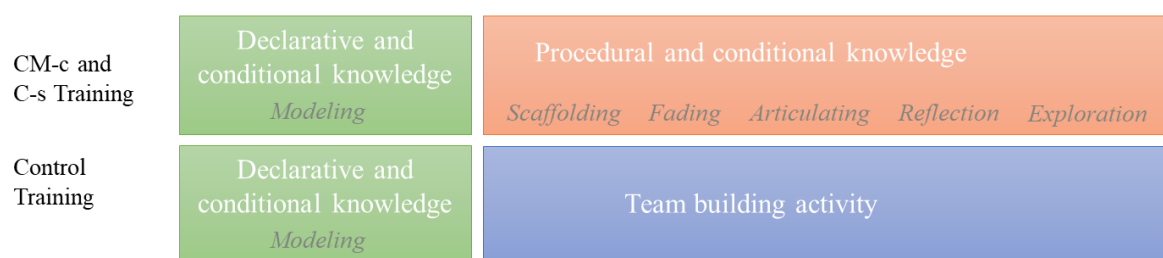 CM-c and
C-s Training
Declarative and
conditional knowledge
Modeling
Procedural and conditional knowledge
Scaffolding Fading Articulating Reflection Exploration
Control
Training
Declarative and
conditional knowledge
Modeling
Team building activity